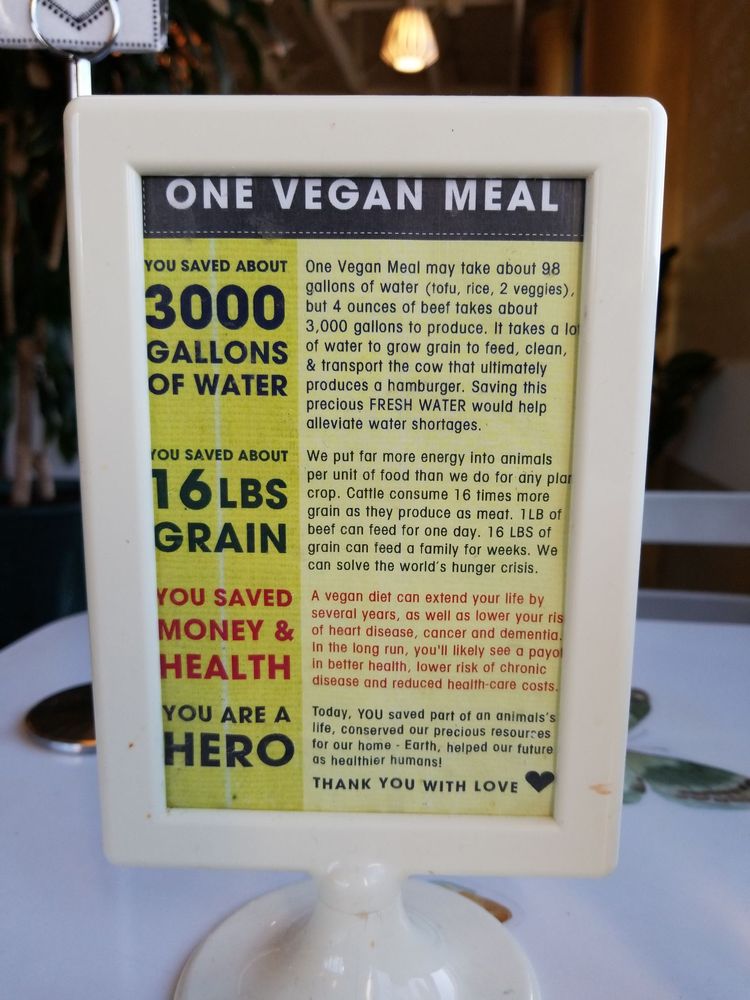 ONE VEGAN MEAL
YOU SAVED ABOUT
3000
GALLONS
OF WATER
One Vegan Meal may take about 98
gallons of water (tofu, rice, 2 veggies),
but 4 ounces of beef takes about
3,000 gallons to produce. It takes a lot
of water to grow grain to feed, clean,
& transport the cow that ultimately
produces a hamburger. Saving this
precious FRESH WATER would help
alleviate water shortages.
YOU SAVED ABOUT
16 LBS
GRAIN
We put far more energy into animals
per unit of food than we do for any plan
crop. Cattle consume 16 times more
grain as they produce as meat. 1LB of
beef can feed for one day. 16 LBS of
grain can feed a family for weeks. We
can solve the world's hunger crisis.
YOU SAVED
MONEY &
HEALTH
A vegan diet can extend your life by
several years, as well as lower your ris
of heart disease, cancer and dementia.
In the long run, you'll likely see a payof
in better health, lower risk of chronic
disease and reduced health-care costs.
YOU ARE A
HERO
Today, YOU saved part of an animals's
life, conserved our precious resources
for our home - Earth, helped our future
as healthier humans!
THANK YOU WITH LOVE